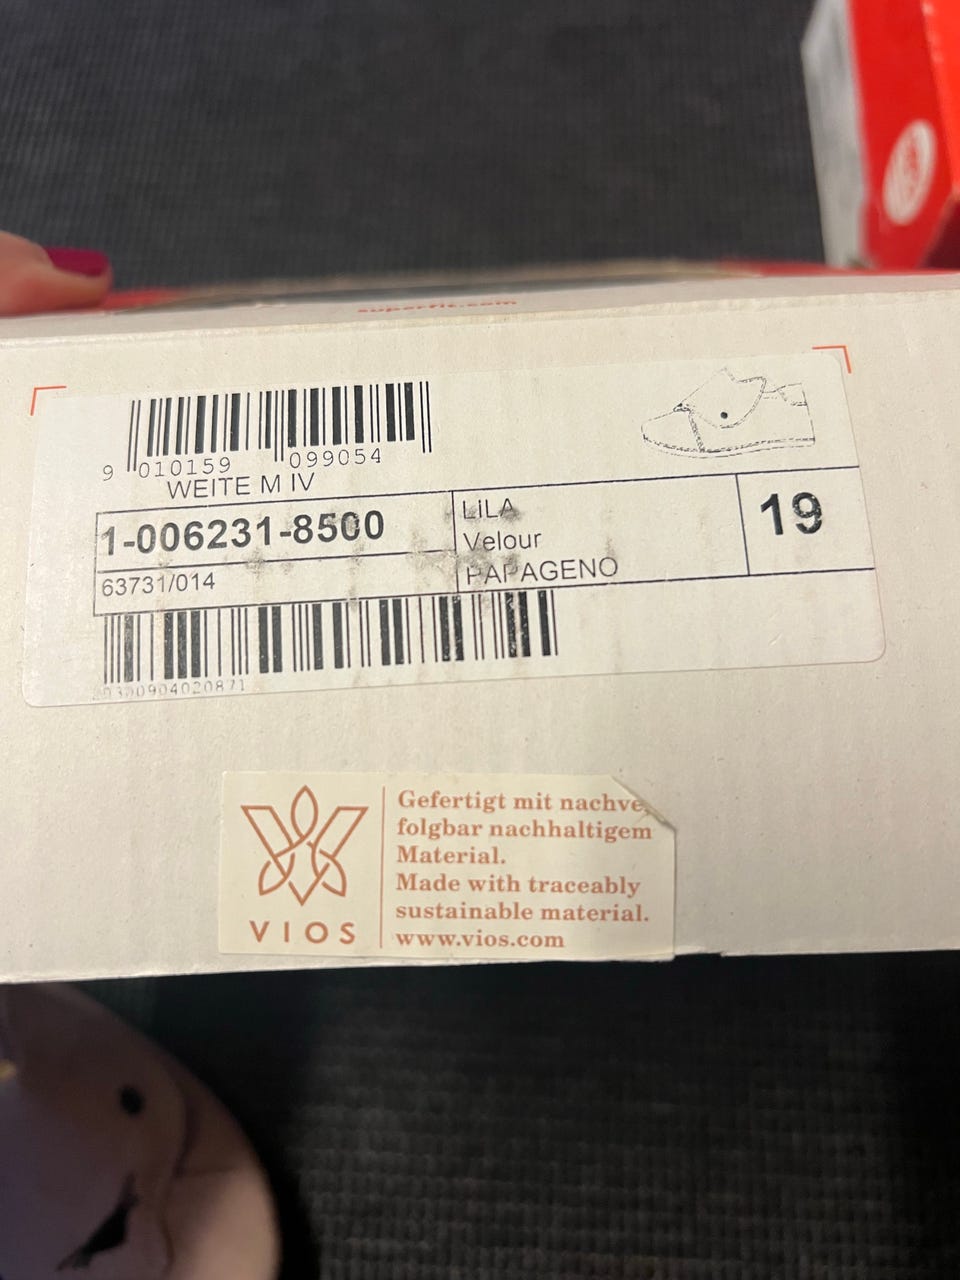 superfit.com
9 010159 099054
WEITE M IV
1-006231-8500
63731/014
LILA
Velour
PAPAGENO
19
VIOS
Gefertigt mit nachve
folgbar nachhaltigem
Material.
Made with traceably
sustainable material.
www.vios.com